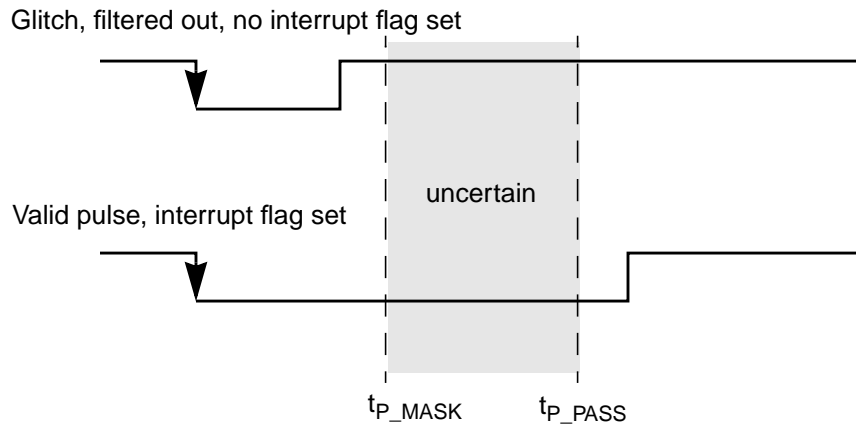 Glitch, filtered out, no interrupt flag set
uncertain
Valid pulse, interrupt flag set
tP_MASK
tP_PASS